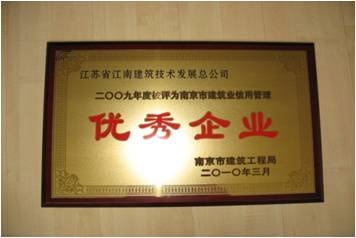 江苏省江南建筑技术发展总公司
二〇〇九年度被评为南京市建筑业信用管理
优秀企业
南京市建筑工程局
二〇一〇年三月